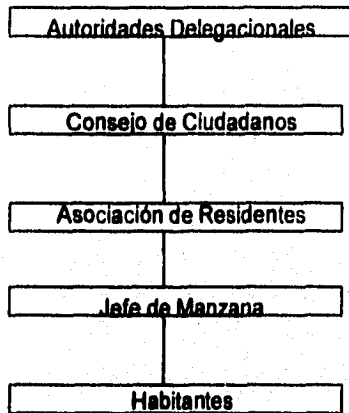 Autoridades Delegacionales
Consejo de Ciudadanos
Asociación de Residentes
Jefe de Manzana
Habitantes